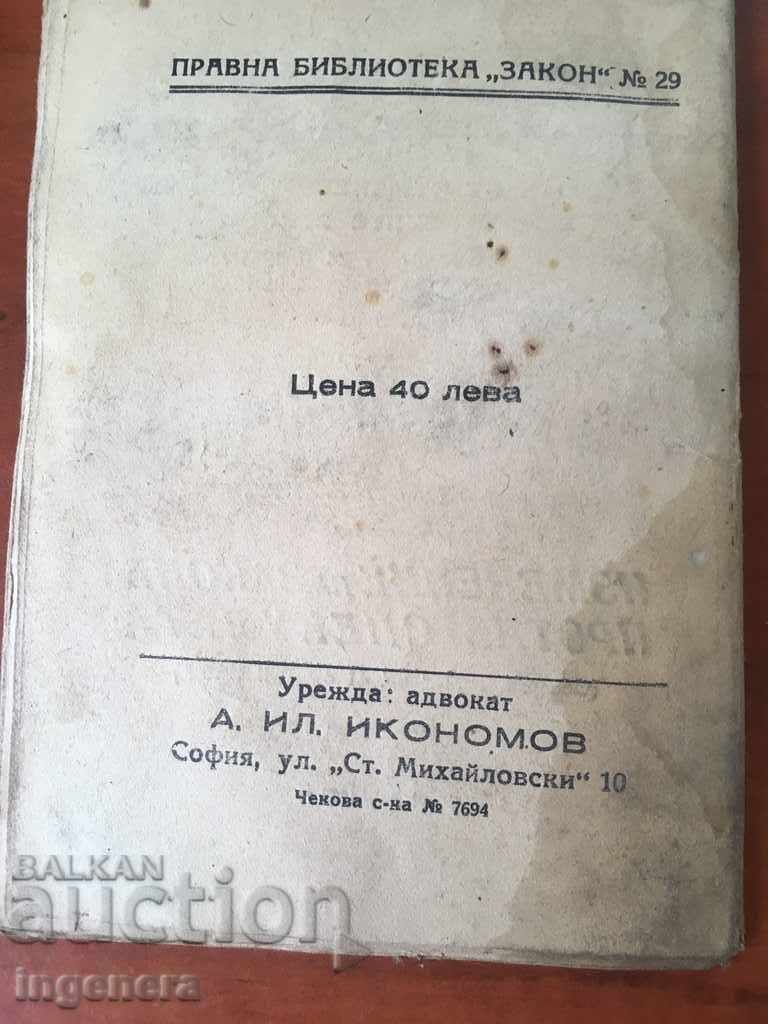 ПРАВНА БИБЛИОТЕКА „ЗАКОН“ № 29
Цена 40 лева
Урежда: адвокат
А. ИЛ. ИКОНОМОВ
София, ул. „Ст. Михайловски“ 10
Чекова с-ка № 7694
BALKAN
auction
ingenera